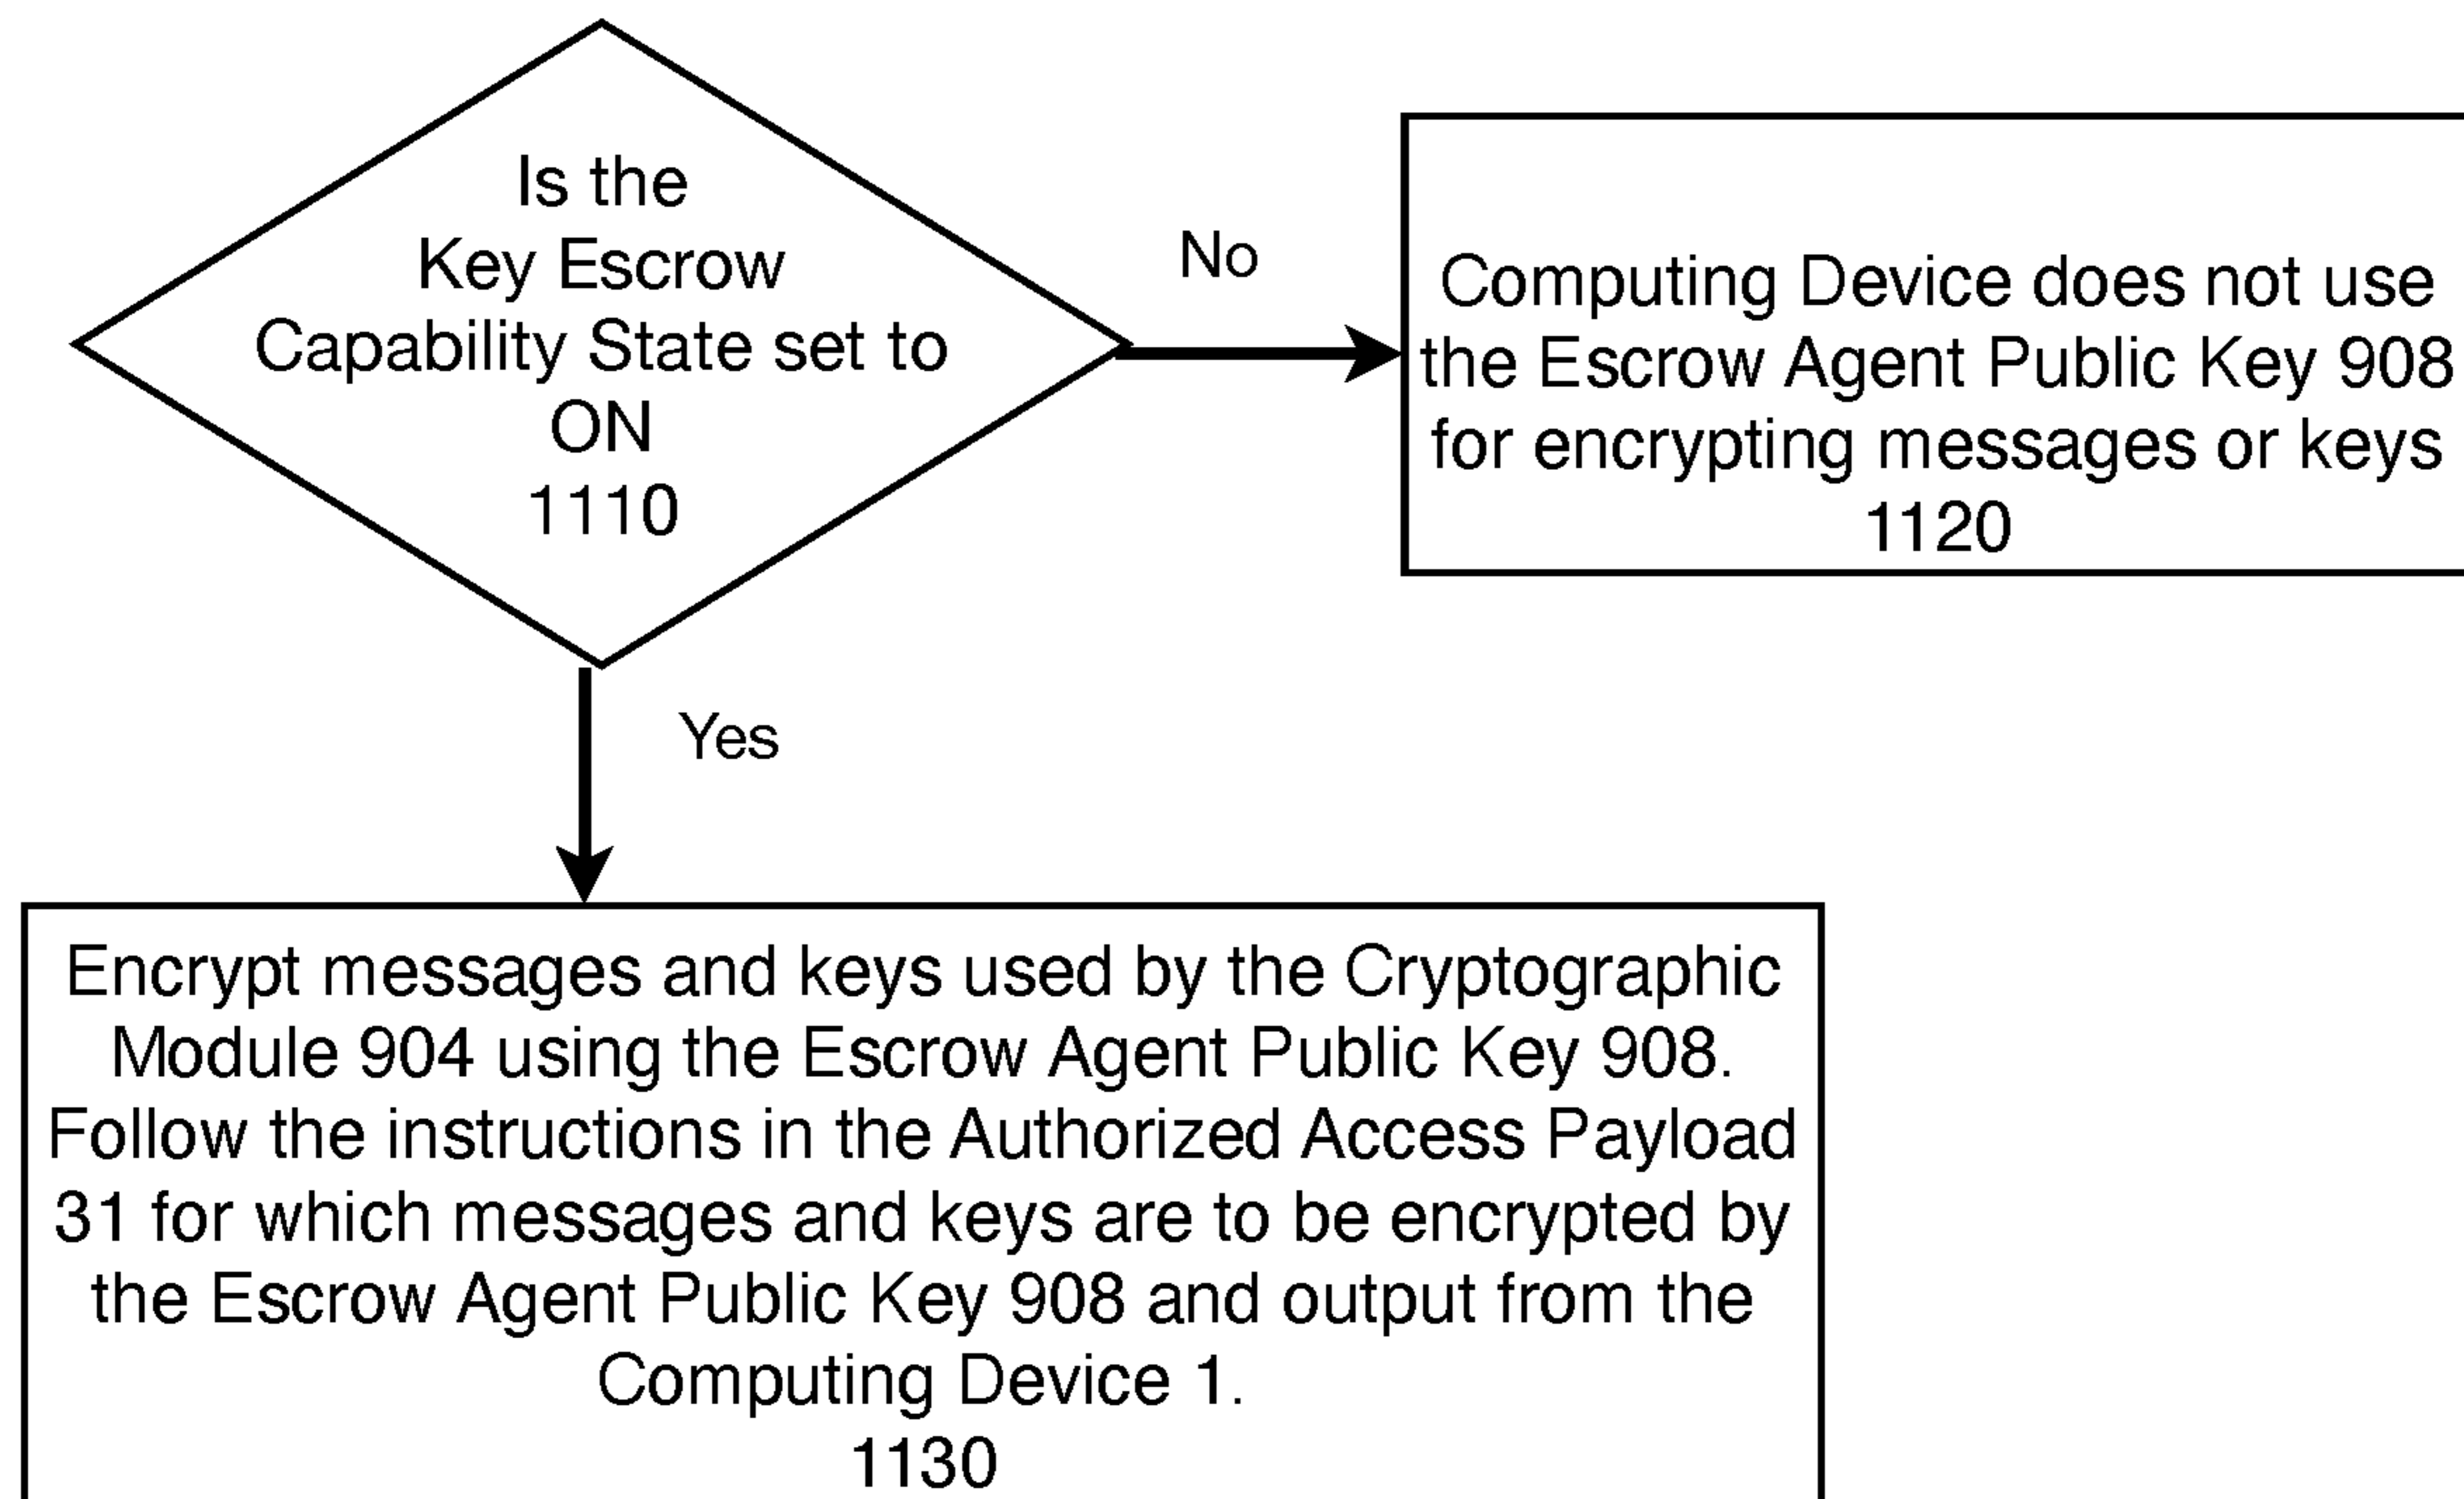 Is the
Key Escrow
Capability State set to
ON
1110
No
Computing Device does not use
the Escrow Agent Public Key 908
for encrypting messages or keys
1120
Yes
Encrypt messages and keys used by the Cryptographic
Module 904 using the Escrow Agent Public Key 908.
Follow the instructions in the Authorized Access Payload
31 for which messages and keys are to be encrypted by
the Escrow Agent Public Key 908 and output from the
Computing Device 1.
1130